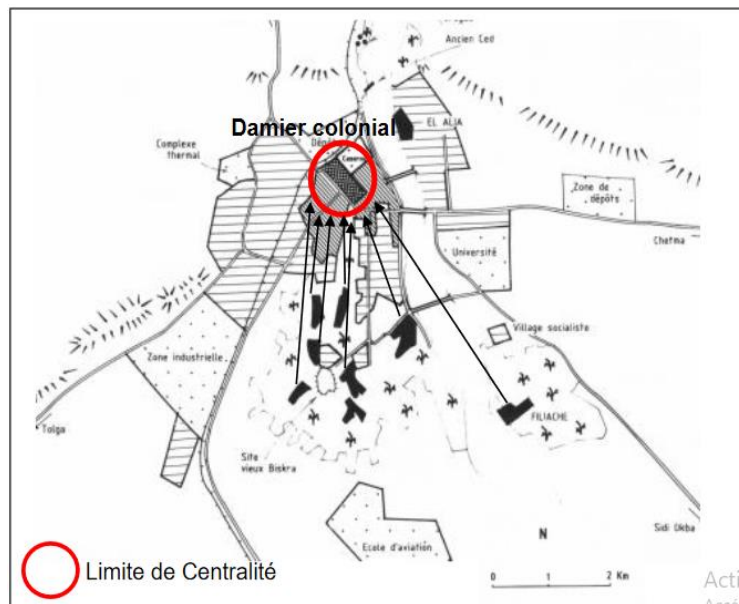 Ancien Ced
Damier colonial
EL ALIA
Complexe
thermal
Zone de
dépôts
Chetma
Université
Village socialiste
Zone industrielle
FILIACHE
Tolga
Site
vieux Biskra
Sidi Okba
Ecole d'aviation
N
0 1 2 Km
Limite de Centralité
Acti